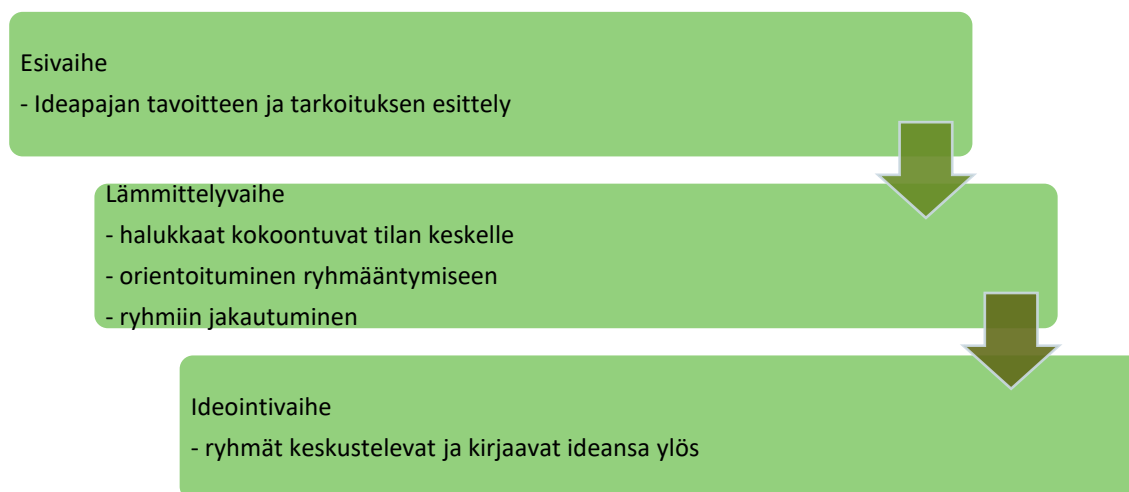 Esivaihe
- Ideapajan tavoitteen ja tarkoituksen esittely
Lämmittelyvaihe
- halukkaat kokoontuvat tilan keskelle
- orientoituminen ryhmääntymiseen
- ryhmiin jakautuminen
Ideointivaihe
- ryhmät keskustelevat ja kirjaavat ideansa ylös